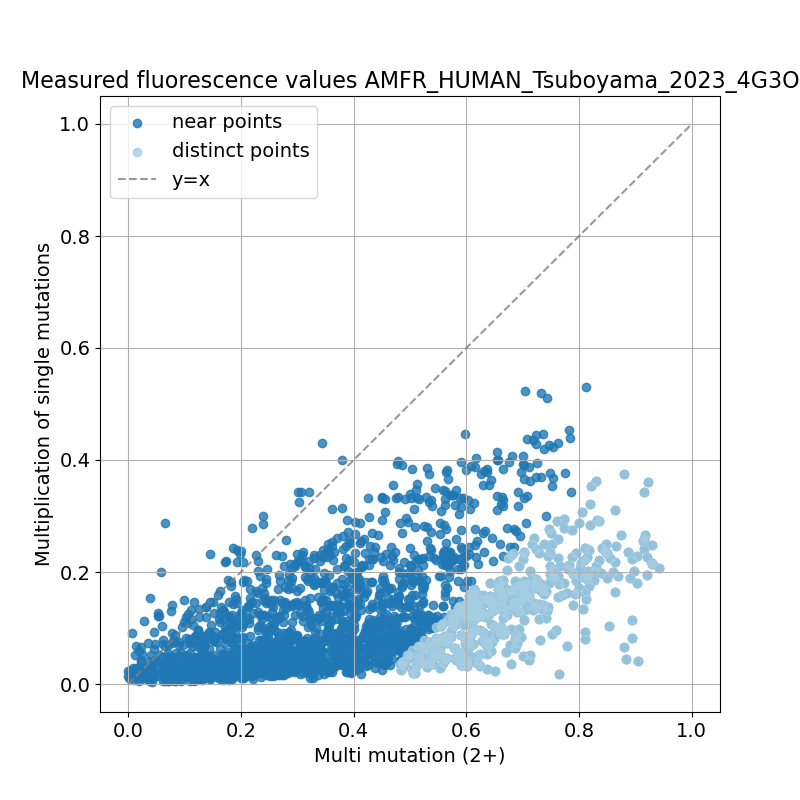 Measured fluorescence values AMFR_HUMAN_Tsuboyama_2023_4G3O
near points
distinct points
y=x
1.0
0.8
0.6
0.4
0.2
0.0
Multiplication of single mutations
0.0 0.2 0.4 0.6 0.8 1.0
Multi mutation (2+)